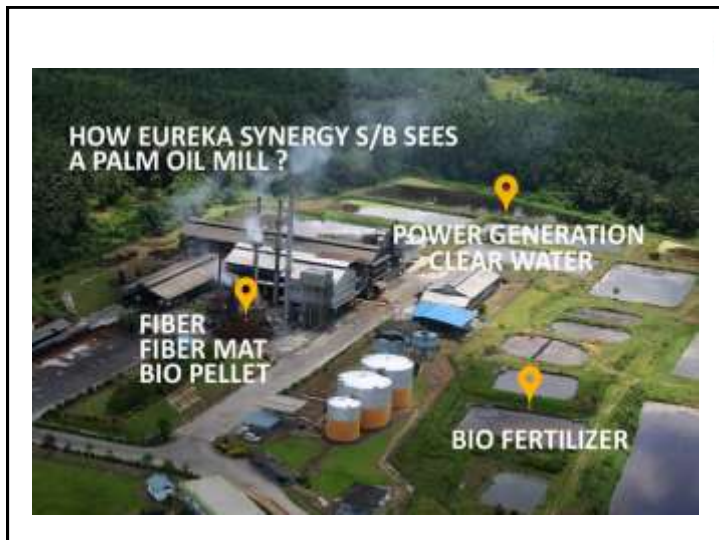 HOW EUREKA SYNERGY S/B SEES
A PALM OIL MILL ?
POWER GENERATION
CLEAR WATER
FIBER
FIBER MAT
BIO PELLET
BIO FERTILIZER